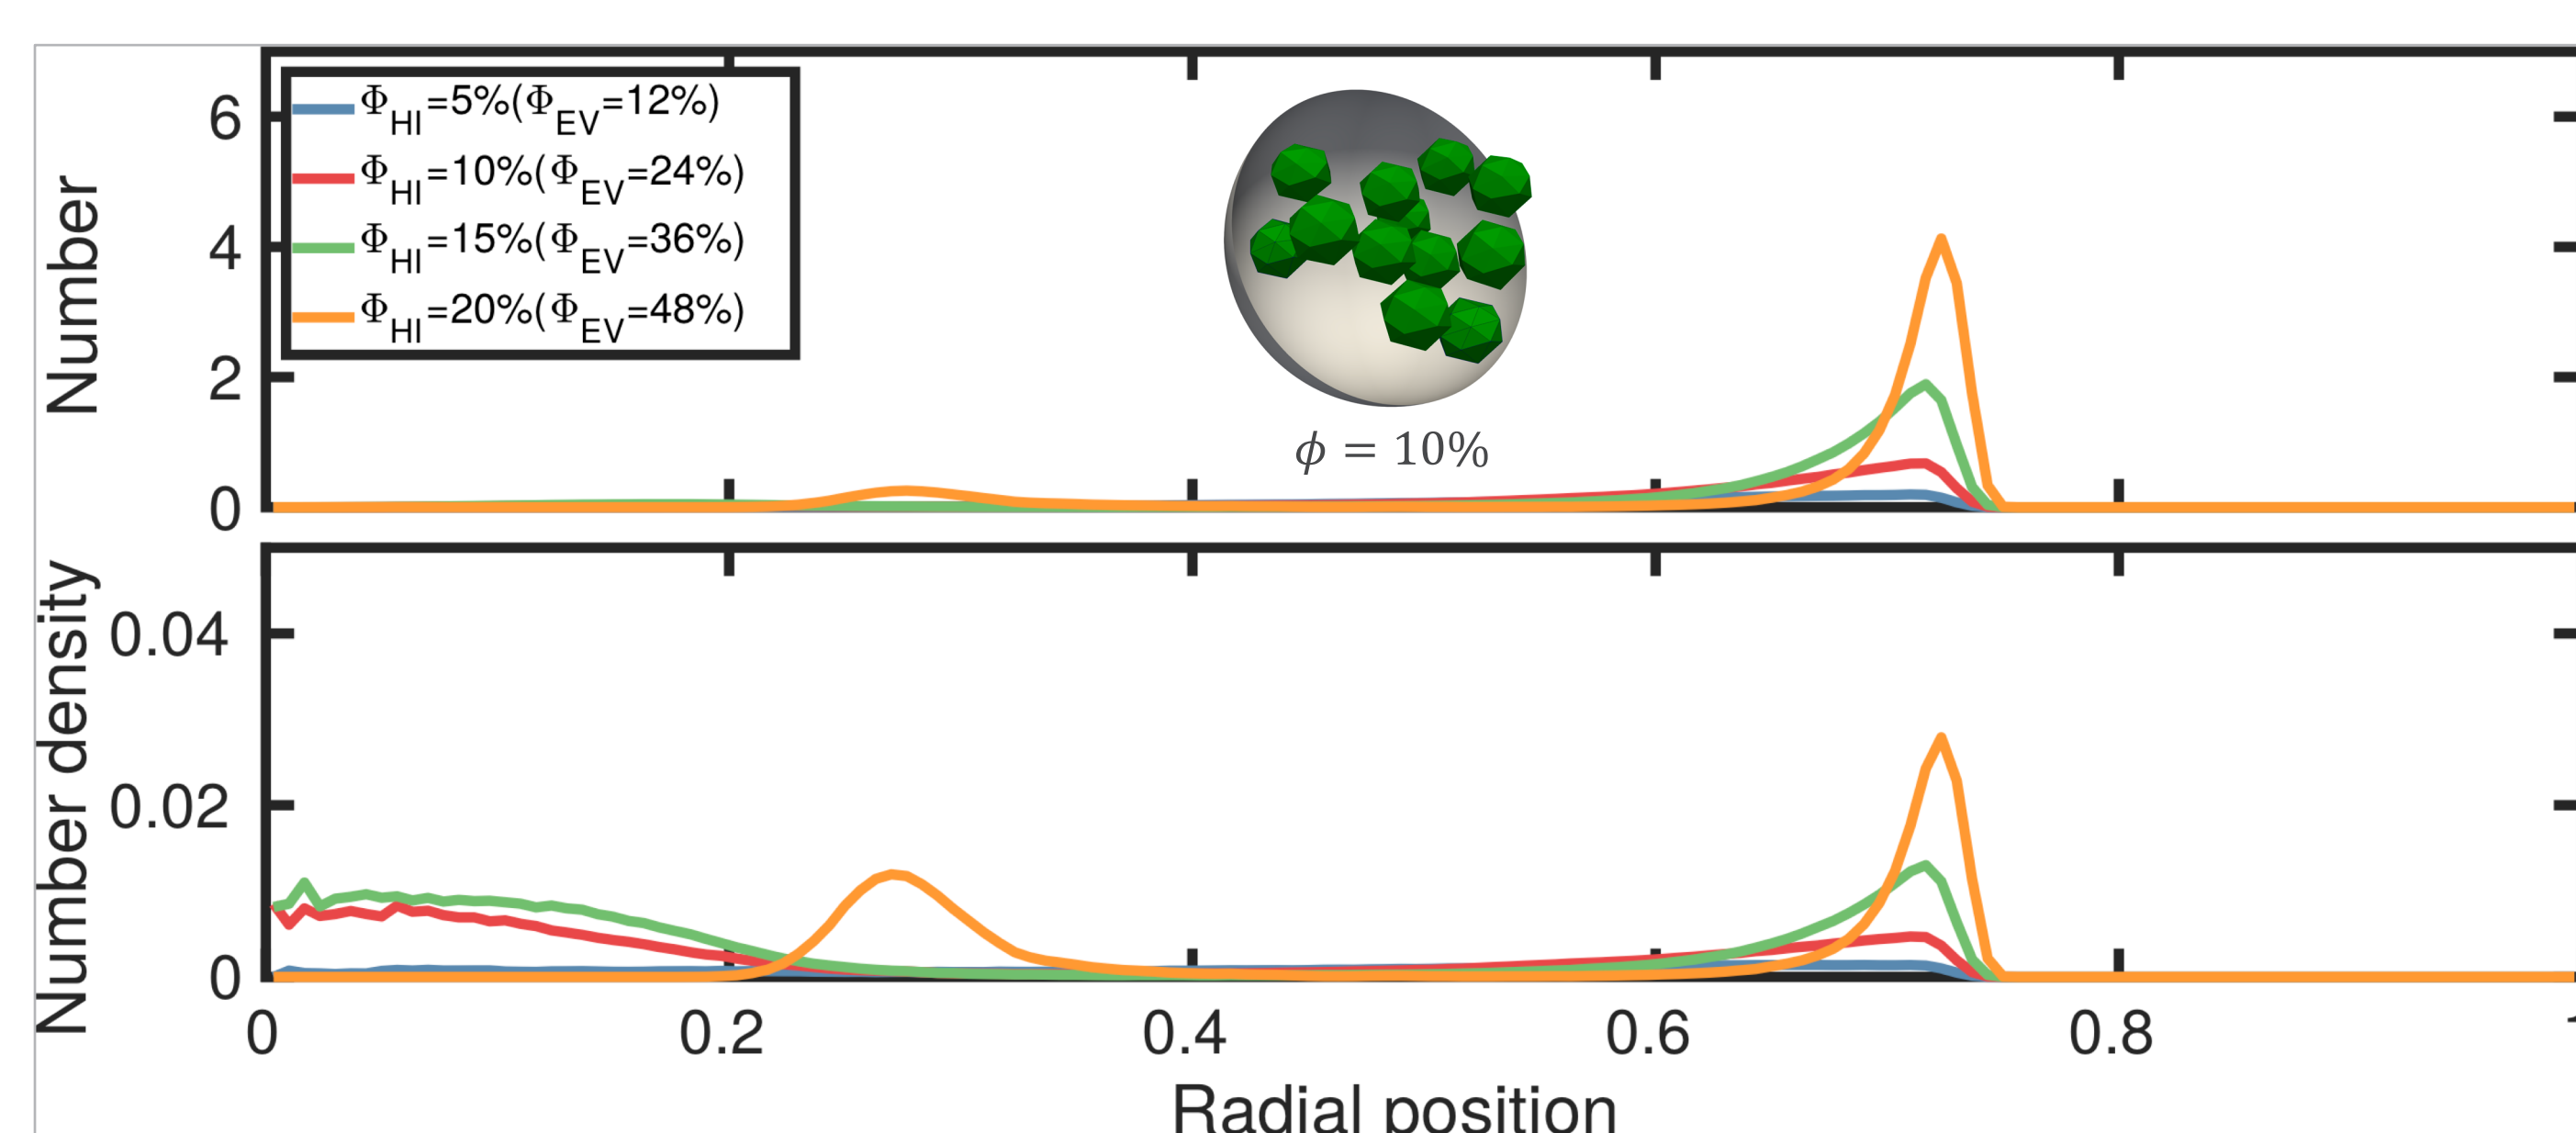 Number
6
4
2
0
Φ_HI=5%(Φ_EV=12%)
Φ_HI=10%(Φ_EV=24%)
Φ_HI=15%(Φ_EV=36%)
Φ_HI=20%(Φ_EV=48%)
ϕ = 10%
Number density
0.04
0.02
0
0 0.2 0.4 0.6 0.8
Radial position